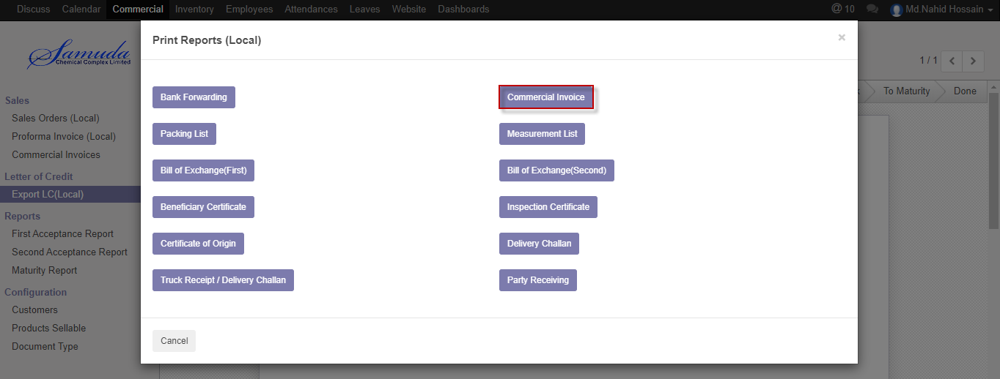 Discuss Calendar Commercial Inventory Employees Attendances Leaves Website Dashboards @ 10 Md.Nahid Hossain
Samuda
Chemical Complex Limited
Sales
Sales Orders (Local)
Proforma Invoice (Local)
Commercial Invoices
Letter of Credit
Export LC(Local)
Reports
First Acceptance Report
Second Acceptance Report
Maturity Report
Configuration
Customers
Products Sellable
Document Type
Print Reports (Local) ×
Bank Forwarding Commercial Invoice
Packing List Measurement List
Bill of Exchange(First) Bill of Exchange(Second)
Beneficiary Certificate Inspection Certificate
Certificate of Origin Delivery Challan
Truck Receipt / Delivery Challan Party Receiving
Cancel
1 / 1
To Maturity Done